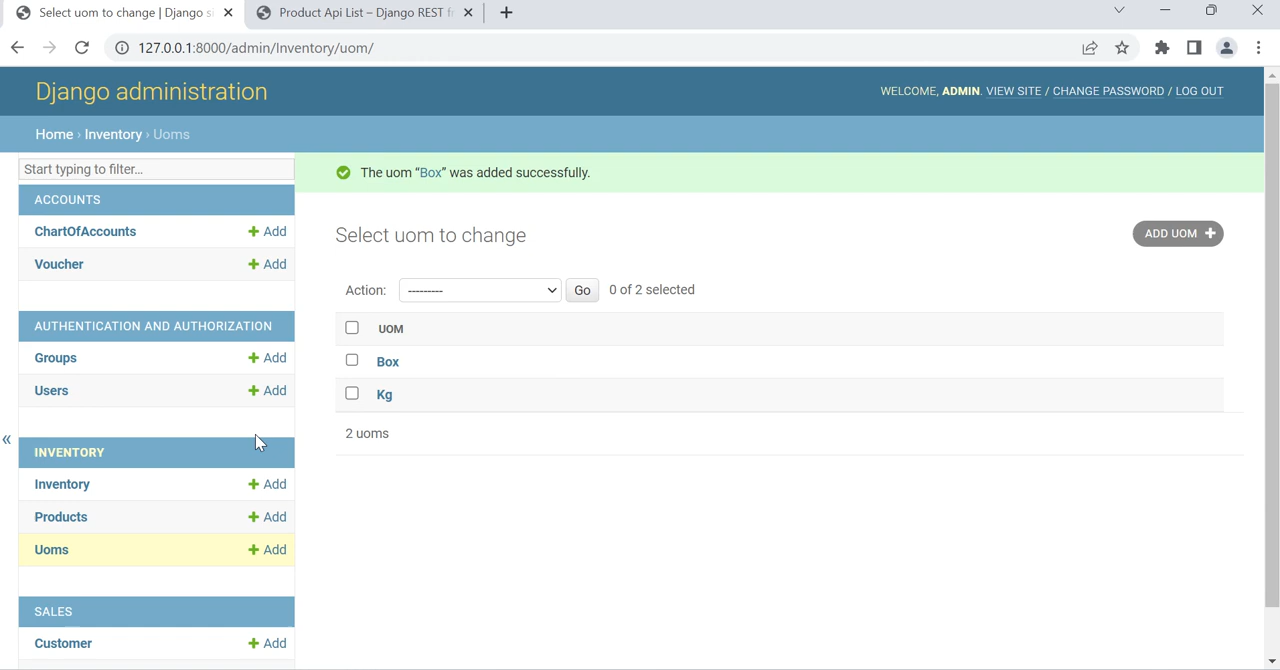 Select uom to change | Django si
Product Api List – Django REST f
127.0.0.1:8000/admin/Inventory/uom/
Django administration
WELCOME, ADMIN. VIEW SITE / CHANGE PASSWORD / LOG OUT
Home › Inventory › Uoms
Start typing to filter...
The uom “Box” was added successfully.
ACCOUNTS
ChartOfAccounts + Add
Voucher + Add
AUTHENTICATION AND AUTHORIZATION
Groups + Add
Users + Add
«
INVENTORY
Inventory + Add
Products + Add
Uoms + Add
SALES
Customer + Add
Select uom to change
ADD UOM +
Action: --------- Go 0 of 2 selected
UOM
Box
Kg
2 uoms